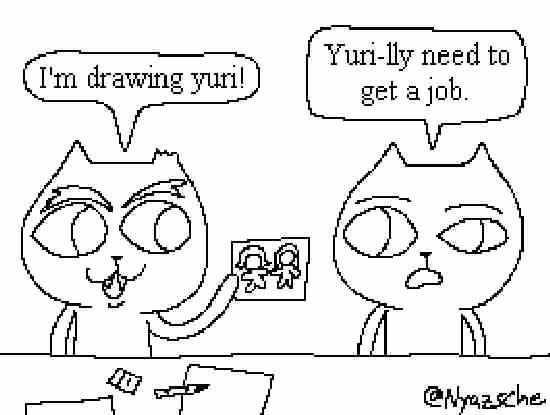 I'm drawing yuri!
Yuri-lly need to
get a job.
@Nyazsche